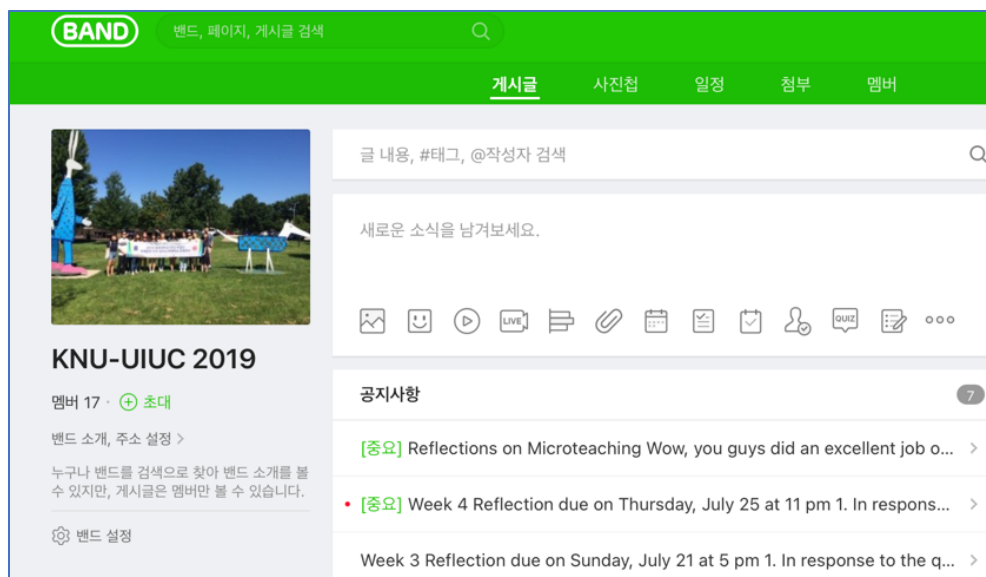 BAND
밴드, 페이지, 게시글 검색
게시글 사진첩 일정 첨부 멤버
글 내용, #태그, @작성자 검색
새로운 소식을 남겨보세요.
LIVE
QUIZ
KNU-UIUC 2019
멤버 17 · 초대
밴드 소개, 주소 설정 >
누구나 밴드를 검색으로 찾아 밴드 소개를 볼
수 있지만, 게시글은 멤버만 볼 수 있습니다.
밴드 설정
공지사항 7
[중요] Reflections on Microteaching Wow, you guys did an excellent job o... >
[중요] Week 4 Reflection due on Thursday, July 25 at 11 pm 1. In respons... >
Week 3 Reflection due on Sunday, July 21 at 5 pm 1. In response to the q... >